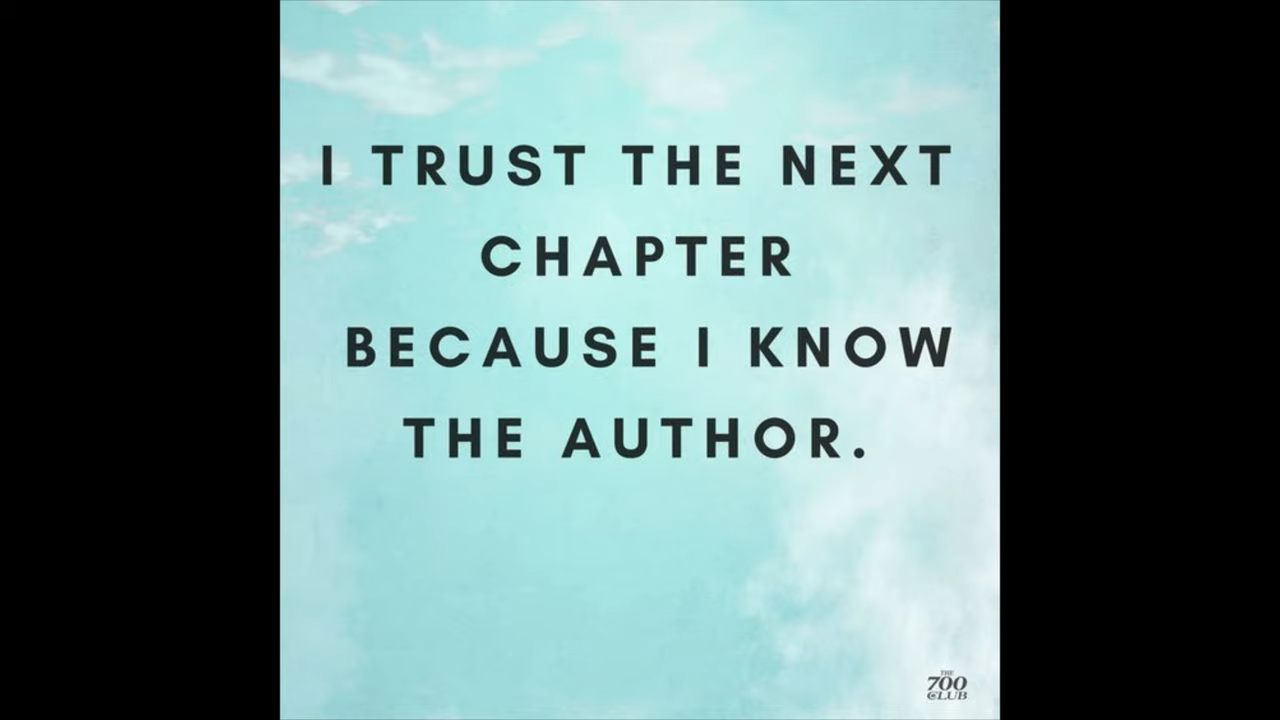 I TRUST THE NEXT
CHAPTER
BECAUSE I KNOW
THE AUTHOR.
THE
700
CLUB